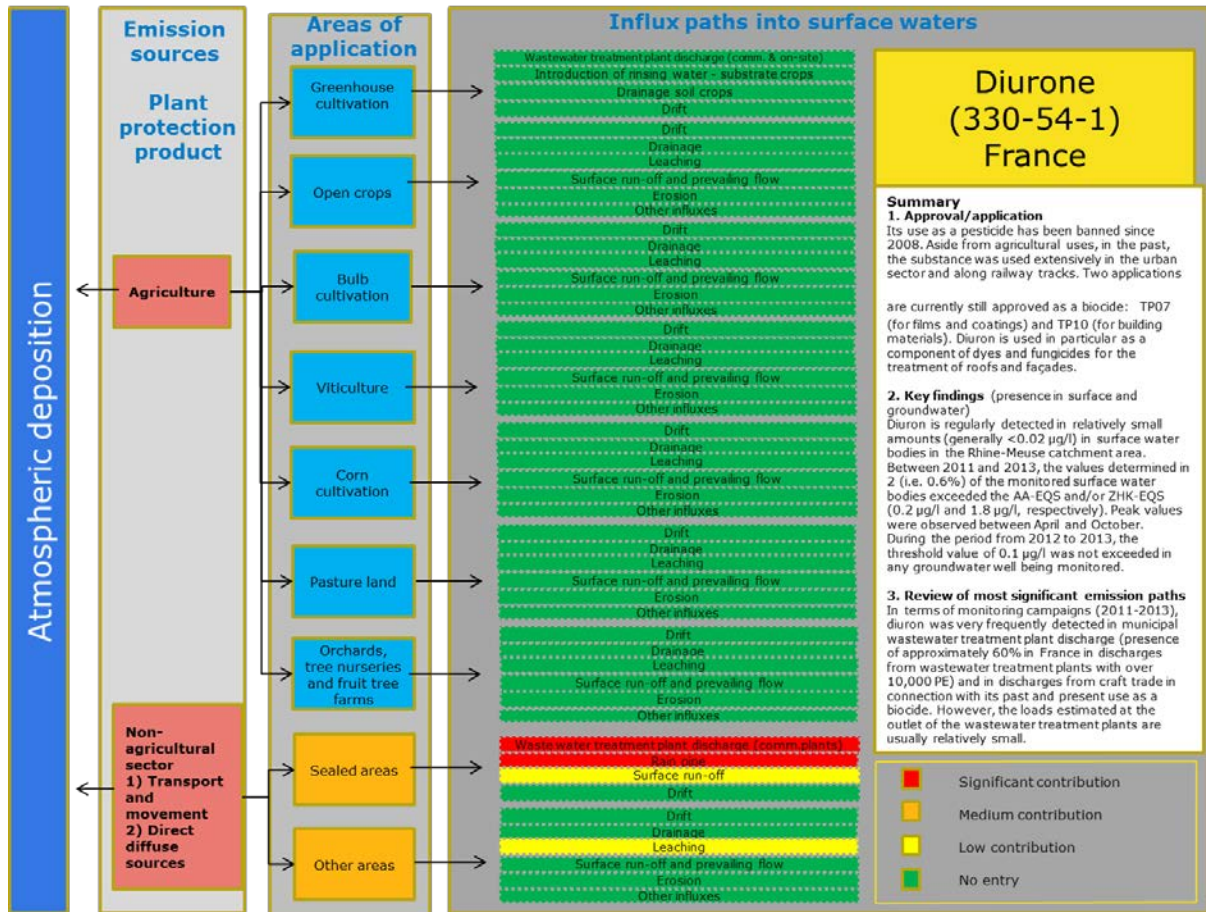 Atmospheric deposition
Emission
sources
Plant
protection
product
Agriculture
Non-
agricultural
sector
1) Transport
and
movement
2) Direct
diffuse
sources
Areas of
application
Greenhouse
cultivation
Open crops
Bulb
cultivation
Viticulture
Corn
cultivation
Pasture land
Orchards,
tree nurseries
and fruit tree
farms
Sealed areas
Other areas
Influx paths into surface waters
Wastewater treatment plant discharge (comm. & on-site)
Introduction of rinsing water - substrate crops
Drainage soil crops
Drift
Drift
Drainage
Leaching
Surface run-off and prevailing flow
Erosion
Other influxes
Drift
Drainage
Leaching
Surface run-off and prevailing flow
Erosion
Other influxes
Drift
Drainage
Leaching
Surface run-off and prevailing flow
Erosion
Other influxes
Drift
Drainage
Leaching
Surface run-off and prevailing flow
Erosion
Other influxes
Drift
Drainage
Leaching
Surface run-off and prevailing flow
Erosion
Other influxes
Drift
Drainage
Leaching
Surface run-off and prevailing flow
Erosion
Other influxes
Wastewater treatment plant discharge (comm.plants)
Rain pipe
Surface run-off
Drift
Drift
Drainage
Leaching
Surface run-off and prevailing flow
Erosion
Other influxes
Diurone
(330-54-1)
France
Summary
1. Approval/application
Its use as a pesticide has been banned since
2008. Aside from agricultural uses, in the past,
the substance was used extensively in the urban
sector and along railway tracks. Two applications
are currently still approved as a biocide: TP07
(for films and coatings) and TP10 (for building
materials). Diuron is used in particular as a
component of dyes and fungicides for the
treatment of roofs and façades.
2. Key findings (presence in surface and
groundwater)
Diuron is regularly detected in relatively small
amounts (generally <0.02 µg/l) in surface water
bodies in the Rhine-Meuse catchment area.
Between 2011 and 2013, the values determined in
2 (i.e. 0.6%) of the monitored surface water
bodies exceeded the AA-EQS and/or ZHK-EQS
(0.2 µg/l and 1.8 µg/l, respectively). Peak values
were observed between April and October.
During the period from 2012 to 2013, the
threshold value of 0.1 µg/l was not exceeded in
any groundwater well being monitored.
3. Review of most significant emission paths
In terms of monitoring campaigns (2011-2013),
diuron was very frequently detected in municipal
wastewater treatment plant discharge (presence
of approximately 60% in France in discharges
from wastewater treatment plants with over
10,000 PE) and in discharges from craft trade in
connection with its past and present use as a
biocide. However, the loads estimated at the
outlet of the wastewater treatment plants are
usually relatively small.
Significant contribution
Medium contribution
Low contribution
No entry